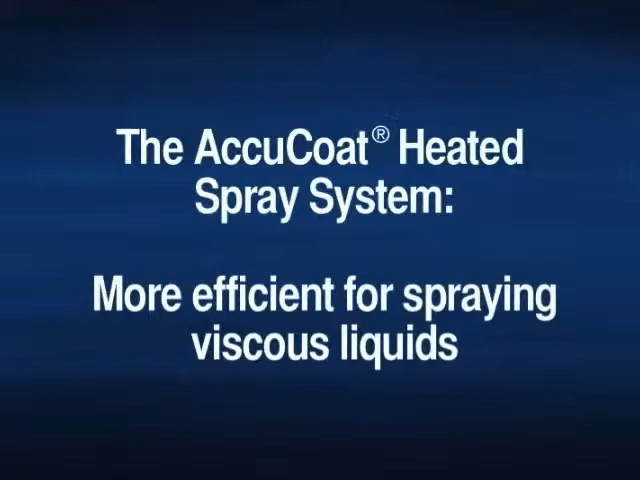 The AccuCoat® Heated
Spray System:
More efficient for spraying
viscous liquids